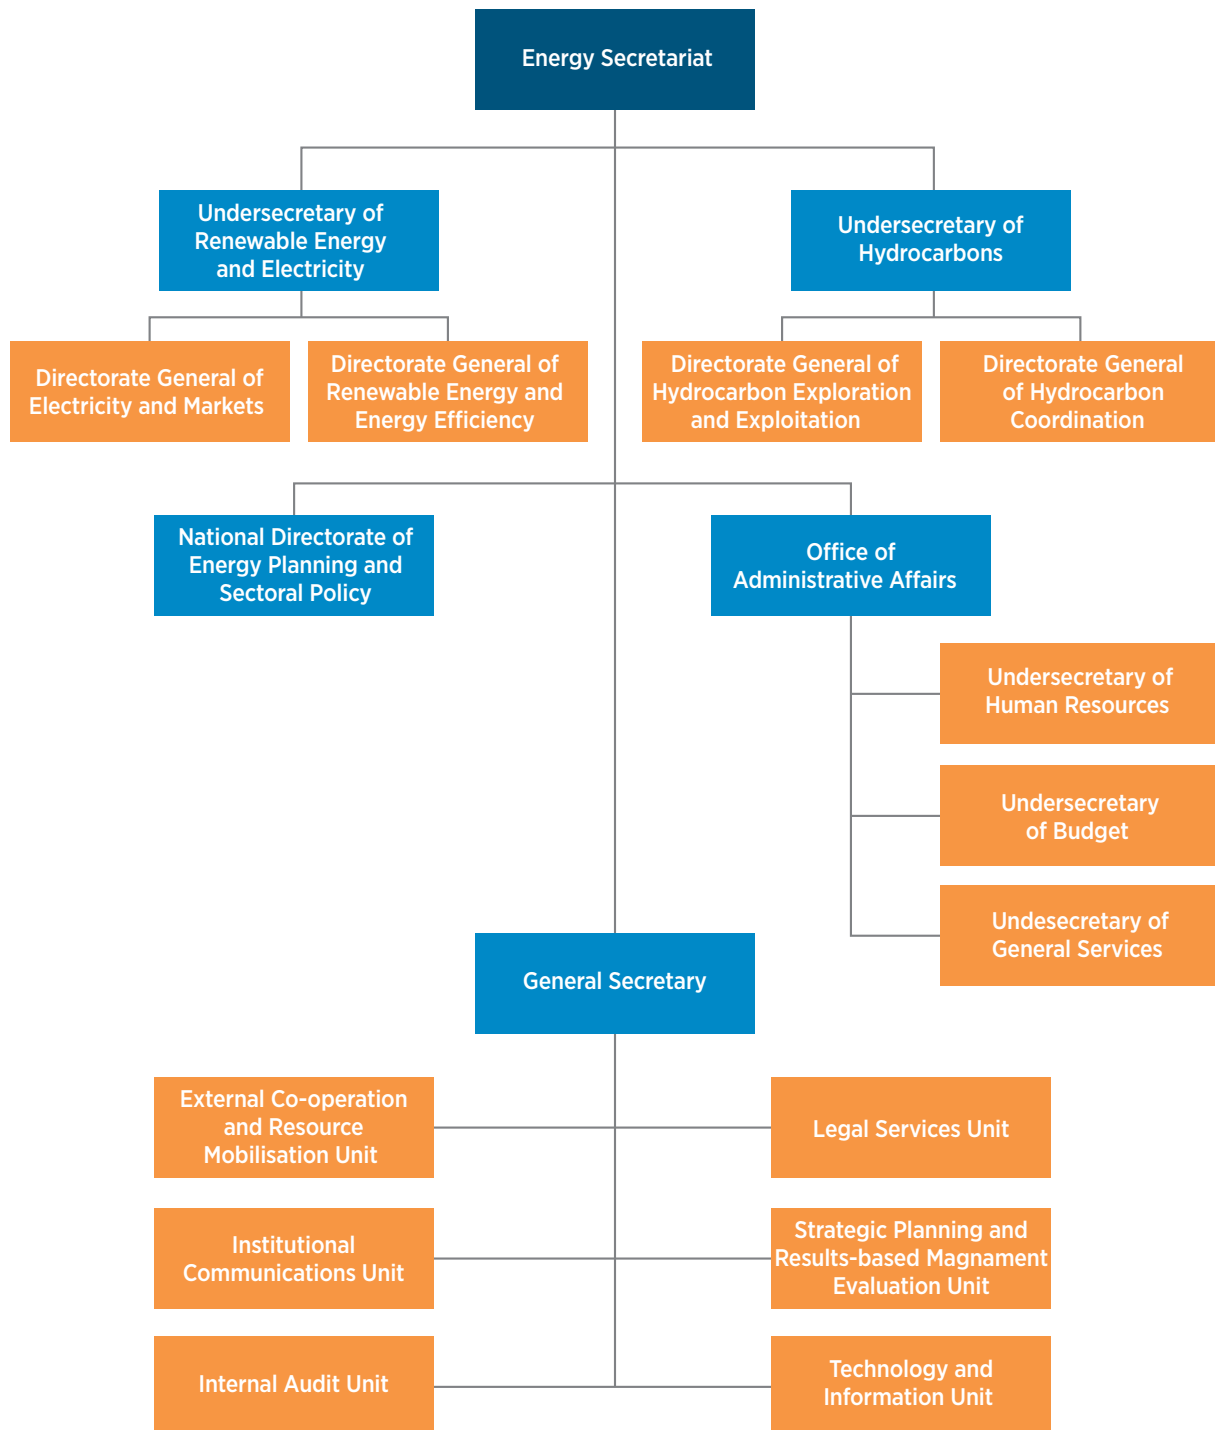 Energy Secretariat
Undersecretary of
Renewable Energy
and Electricity
Undersecretary of
Hydrocarbons
Directorate General of
Electricity and Markets
Directorate General of
Renewable Energy and
Energy Efficiency
Directorate General of
Hydrocarbon Exploration
and Exploitation
Directorate General
of Hydrocarbon
Coordination
National Directorate of
Energy Planning and
Sectoral Policy
Office of
Administrative Affairs
Undersecretary of
Human Resources
Undersecretary
of Budget
Undesecretary of
General Services
General Secretary
External Co-operation
and Resource
Mobilisation Unit
Legal Services Unit
Institutional
Communications Unit
Strategic Planning and
Results-based Magnament
Evaluation Unit
Internal Audit Unit
Technology and
Information Unit